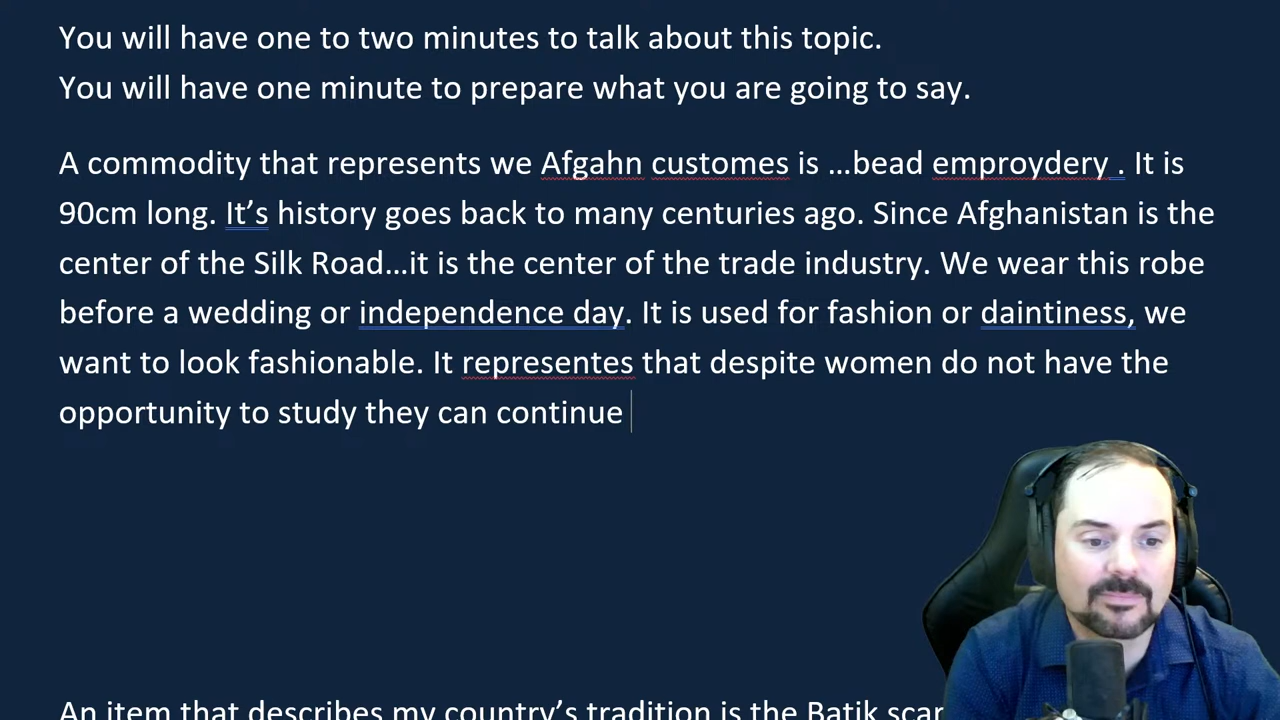 You will have one to two minutes to talk about this topic.
You will have one minute to prepare what you are going to say.
A commodity that represents we Afgahn customes is …bead emproydery . It is
90cm long. It’s history goes back to many centuries ago. Since Afghanistan is the
center of the Silk Road…it is the center of the trade industry. We wear this robe
before a wedding or independence day. It is used for fashion or daintiness, we
want to look fashionable. It representes that despite women do not have the
opportunity to study they can continue
An item that describes my country’s tradition is the Batik